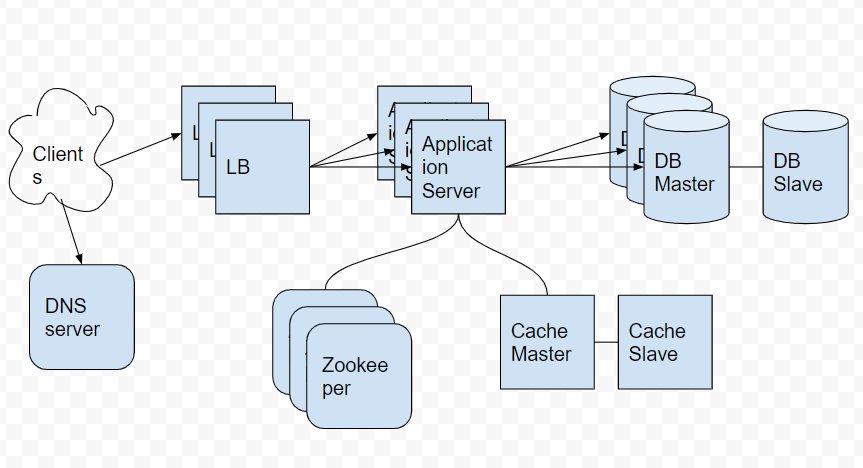 Client
s
LB
Applicat
ion
Server
DB
Master
DB
Slave
DNS
server
Zookee
per
Cache
Master
Cache
Slave